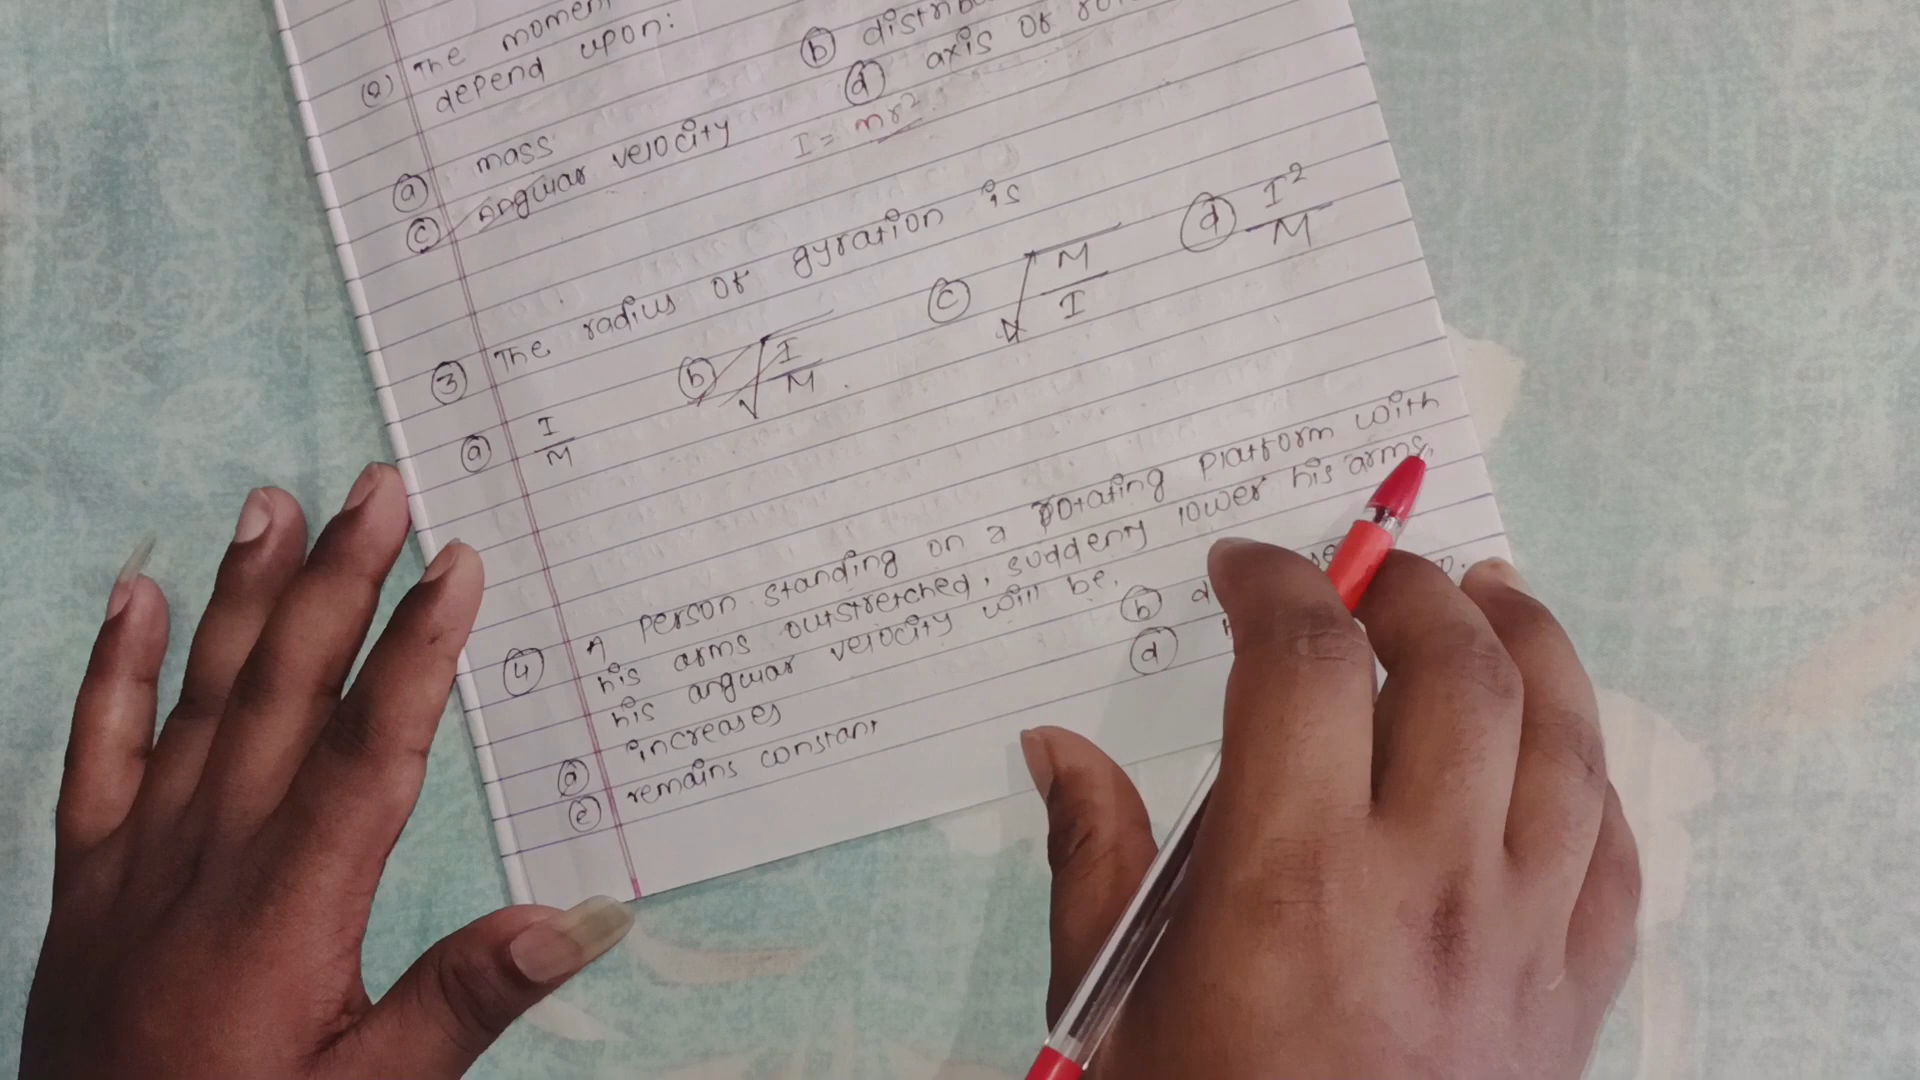 (2) The moment
depend upon:
(a) mass (b) distrib
(c) Angular velocity (d) axis of
I = mr²
(3) The radius of gyration is
(a) I/M (b) √I/M (c) √M/I (d) I²/M
(4) A person standing on a rotating platform with
his arms outstretched, suddenly lower his arms,
his angular velocity will be.
(a) increases (b) d
(c) remains constant (d)